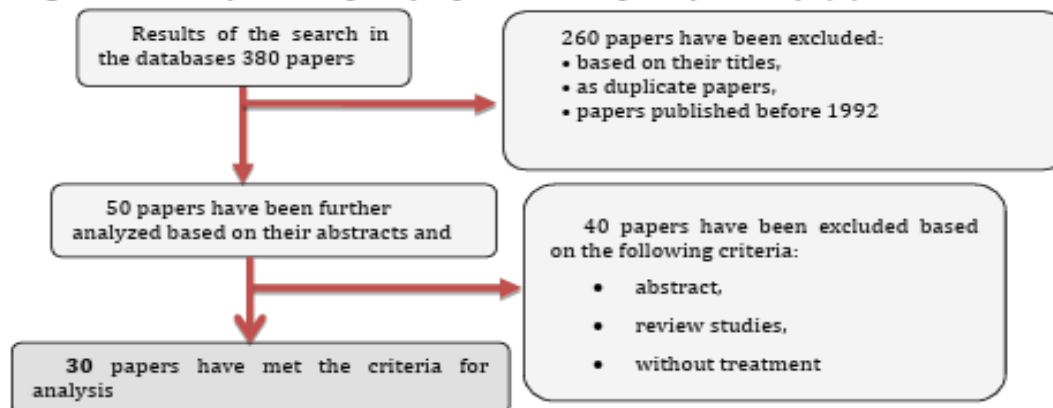 Results of the search in
the databases 380 papers
260 papers have been excluded:
• based on their titles,
• as duplicate papers,
• papers published before 1992
50 papers have been further
analyzed based on their abstracts and
40 papers have been excluded based
on the following criteria:
• abstract,
• review studies,
• without treatment
30 papers have met the criteria for
analysis